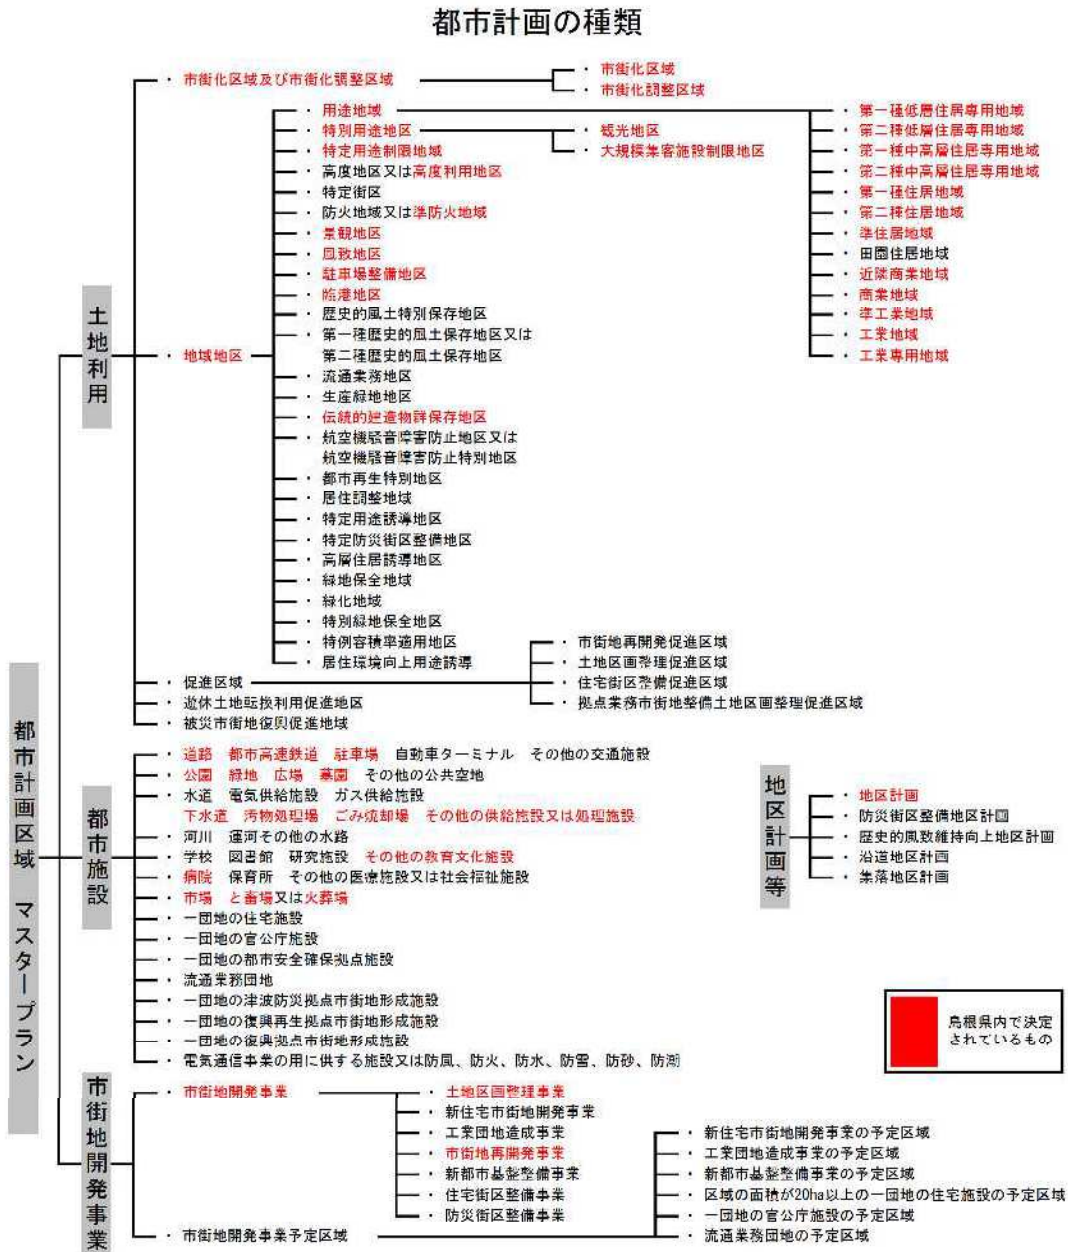 都市計画の種類
都市計画区域 マスタープラン
土地利用
・市街化区域及び市街化調整区域
・市街化区域
・市街化調整区域
・地域地区
・用途地域
・第一種低層住居専用地域
・第二種低層住居専用地域
・第一種中高層住居専用地域
・第二種中高層住居専用地域
・第一種住居地域
・第二種住居地域
・準住居地域
・田園住居地域
・近隣商業地域
・商業地域
・準工業地域
・工業地域
・工業専用地域
・特別用途地区
・観光地区
・大規模集客施設制限地区
・特定用途制限地域
・高度地区又は高度利用地区
・特定街区
・防火地域又は準防火地域
・景観地区
・風致地区
・駐車場整備地区
・臨港地区
・歴史的風土特別保存地区
・第一種歴史的風土保存地区又は
第二種歴史的風土保存地区
・流通業務地区
・生産緑地地区
・伝統的建造物群保存地区
・航空機騒音障害防止地区又は
航空機騒音障害防止特別地区
・都市再生特別地区
・居住調整地域
・特定用途誘導地区
・特定防災街区整備地区
・高層住居誘導地区
・緑地保全地域
・緑化地域
・特別緑地保全地区
・特例容積率適用地区
・居住環境向上用途誘導
・促進区域
・市街地再開発促進区域
・土地区画整理促進区域
・住宅街区整備促進区域
・拠点業務市街地整備土地区画整理促進区域
・遊休土地転換利用促進地区
・被災市街地復興促進地域
都市施設
・道路 都市高速鉄道 駐車場 自動車ターミナル その他の交通施設
・公園 緑地 広場 墓園 その他の公共空地
・水道 電気供給施設 ガス供給施設
下水道 汚物処理場 ごみ焼却場 その他の供給施設又は処理施設
・河川 運河その他の水路
・学校 図書館 研究施設 その他の教育文化施設
・病院 保育所 その他の医療施設又は社会福祉施設
・市場 と畜場又は火葬場
・一団地の住宅施設
・一団地の官公庁施設
・一団地の都市安全確保拠点施設
・流通業務団地
・一団地の津波防災拠点市街地形成施設
・一団地の復興再生拠点市街地形成施設
・一団地の復興拠点市街地形成施設
・電気通信事業の用に供する施設又は防風、防火、防水、防雪、防砂、防潮
地区計画等
・地区計画
・防災街区整備地区計画
・歴史的風致維持向上地区計画
・沿道地区計画
・集落地区計画
島根県内で決定
されているもの
市街地開発事業
・市街地開発事業
・土地区画整理事業
・新住宅市街地開発事業
・工業団地造成事業
・市街地再開発事業
・新都市基盤整備事業
・住宅街区整備事業
・防災街区整備事業
・市街地開発事業予定区域
・新住宅市街地開発事業の予定区域
・工業団地造成事業の予定区域
・新都市基盤整備事業の予定区域
・区域の面積が20ha以上の一団地の住宅施設の予定区域
・一団地の官公庁施設の予定区域
・流通業務団地の予定区域